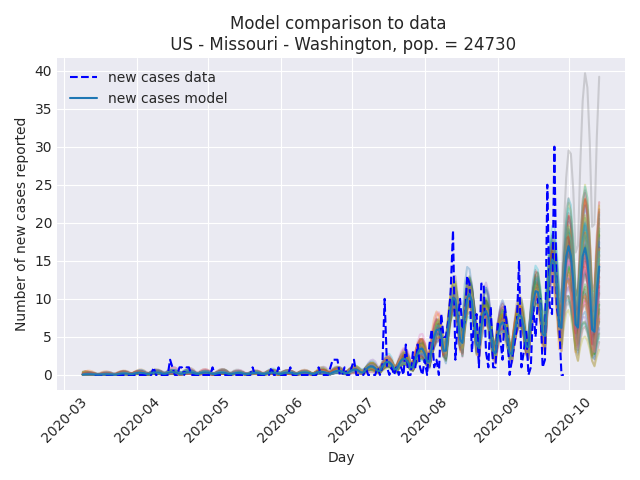 Model comparison to data
US - Missouri - Washington, pop. = 24730
new cases data
new cases model
Number of new cases reported
40
35
30
25
20
15
10
5
0
2020-03
2020-04
2020-05
2020-06
2020-07
2020-08
2020-09
2020-10
Day